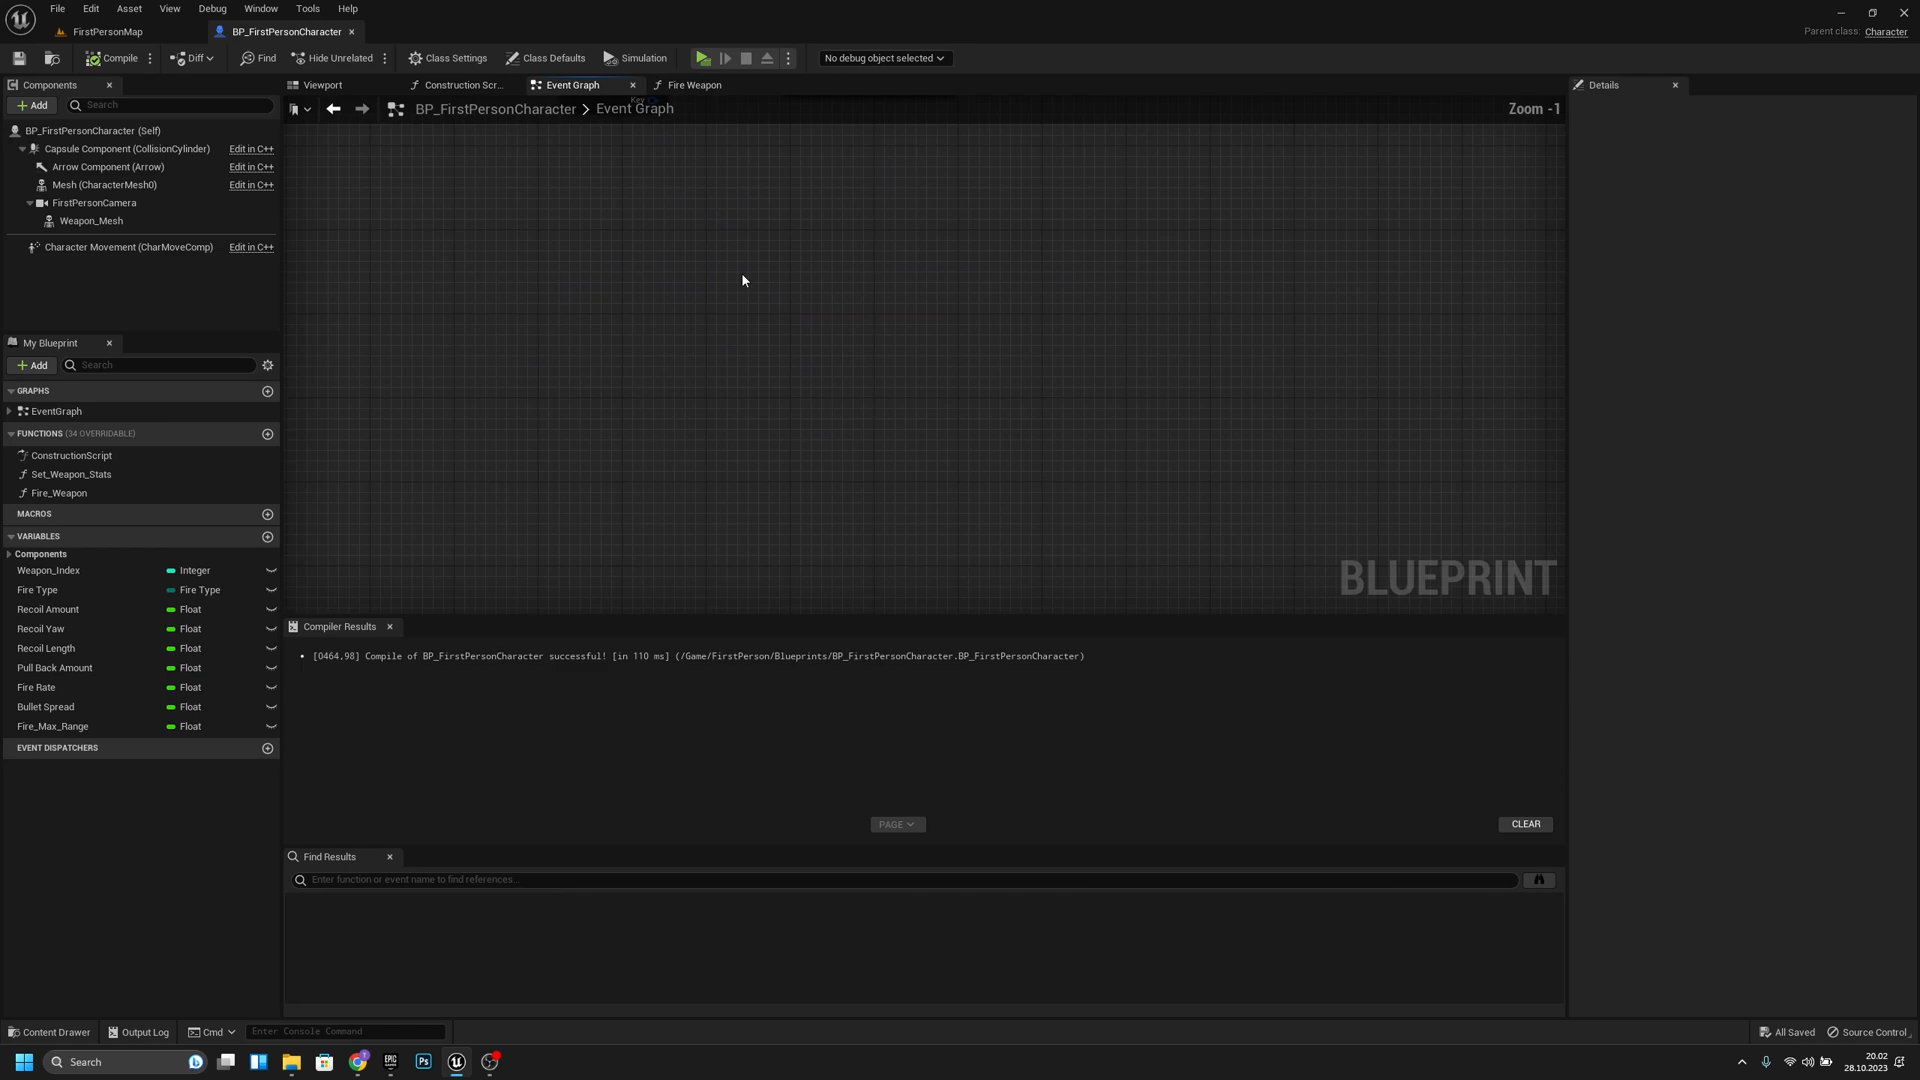 File Edit Asset View Debug Window Tools Help
FirstPersonMap
BP_FirstPersonCharacter
Parent class: Character
Compile
Diff
Find
Hide Unrelated
Class Settings
Class Defaults
Simulation
No debug object selected
Components
Viewport
Construction Scr...
Event Graph
Fire Weapon
Details
Add
Search
Key
BP_FirstPersonCharacter > Event Graph
Zoom -1
BP_FirstPersonCharacter (Self)
Capsule Component (CollisionCylinder) Edit in C++
Arrow Component (Arrow) Edit in C++
Mesh (CharacterMesh0) Edit in C++
FirstPersonCamera
Weapon_Mesh
Character Movement (CharMoveComp) Edit in C++
My Blueprint
Add
Search
GRAPHS
EventGraph
FUNCTIONS (34 OVERRIDABLE)
ConstructionScript
Set_Weapon_Stats
Fire_Weapon
MACROS
VARIABLES
Components
Weapon_Index Integer
Fire Type Fire Type
Recoil Amount Float
Recoil Yaw Float
Recoil Length Float
Pull Back Amount Float
Fire Rate Float
Bullet Spread Float
Fire_Max_Range Float
EVENT DISPATCHERS
BLUEPRINT
Compiler Results
• [0464,98] Compile of BP_FirstPersonCharacter successful! [in 110 ms] (/Game/FirstPerson/Blueprints/BP_FirstPersonCharacter.BP_FirstPersonCharacter)
PAGE
CLEAR
Find Results
Enter function or event name to find references...
Content Drawer
Output Log
Cmd
Enter Console Command
All Saved
Source Control
Search
EPIC
GAMES
Ps
20.02
28.10.2023